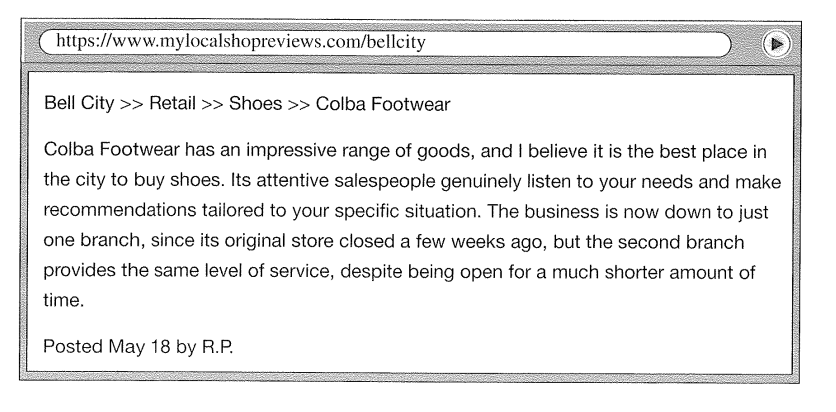 https://www.mylocalshopreviews.com/bellcity
Bell City >> Retail >> Shoes >> Colba Footwear
Colba Footwear has an impressive range of goods, and I believe it is the best place in
the city to buy shoes. Its attentive salespeople genuinely listen to your needs and make
recommendations tailored to your specific situation. The business is now down to just
one branch, since its original store closed a few weeks ago, but the second branch
provides the same level of service, despite being open for a much shorter amount of
time.
Posted May 18 by R.P.